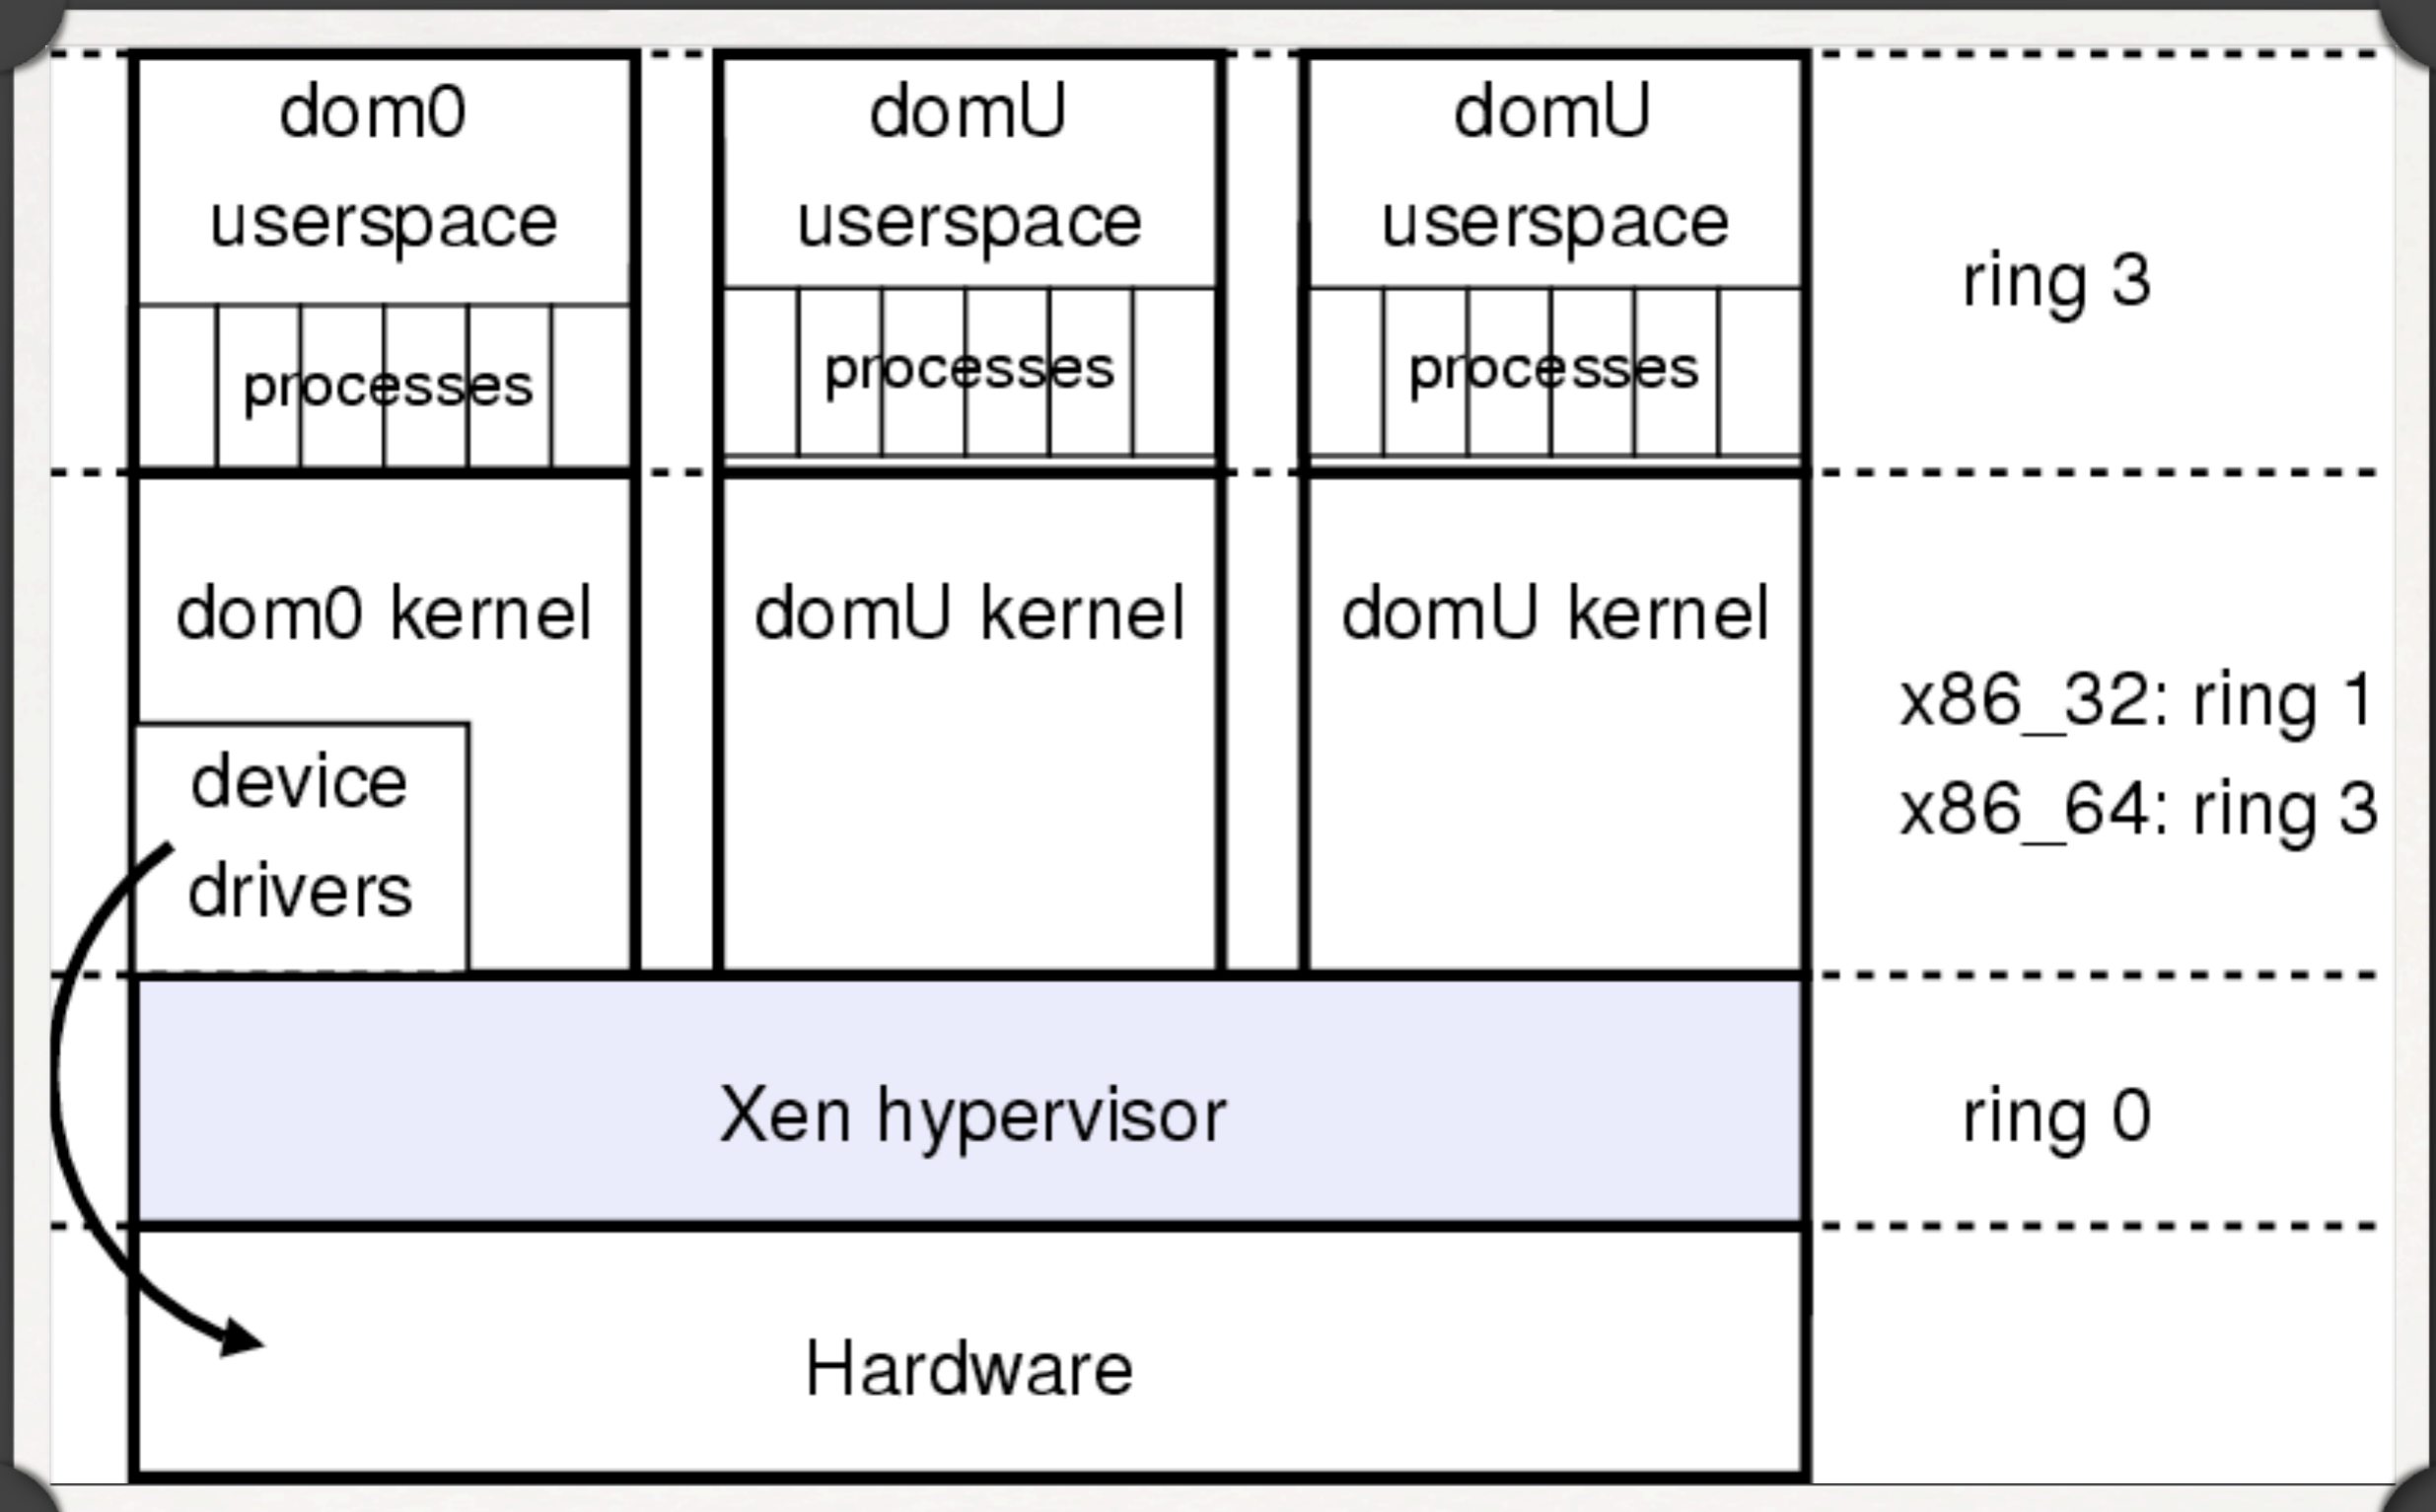 dom0
userspace
processes
domU
userspace
processes
domU
userspace
processes
ring 3
dom0 kernel
device
drivers
domU kernel
domU kernel
x86_32: ring 1
x86_64: ring 3
Xen hypervisor
ring 0
Hardware